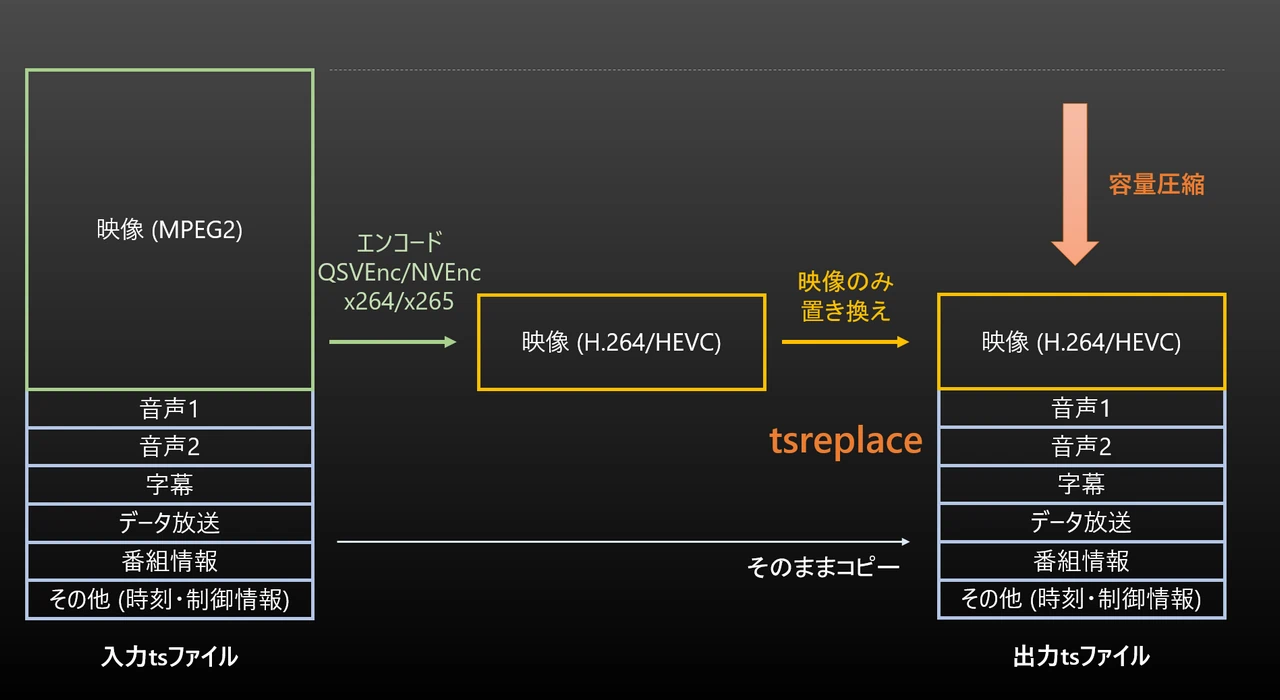 映像 (MPEG2)
音声1
音声2
字幕
データ放送
番組情報
その他 (時刻・制御情報)
入力tsファイル
エンコード
QSVEnc/NVEnc
x264/x265
映像 (H.264/HEVC)
映像のみ
置き換え
tsreplace
そのままコピー
容量圧縮
映像 (H.264/HEVC)
音声1
音声2
字幕
データ放送
番組情報
その他 (時刻・制御情報)
出力tsファイル